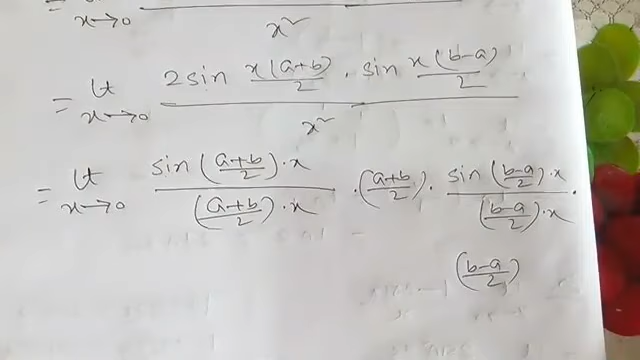 = lt x→0 x²
= lt x→0 2 sin x(a+b)/2 · sin x(b-a)/2 / x²
= lt x→0 sin (a+b/2)·x / (a+b/2)·x · (a+b/2) · sin (b-a/2)·x / (b-a/2)·x ·
(b-a/2)